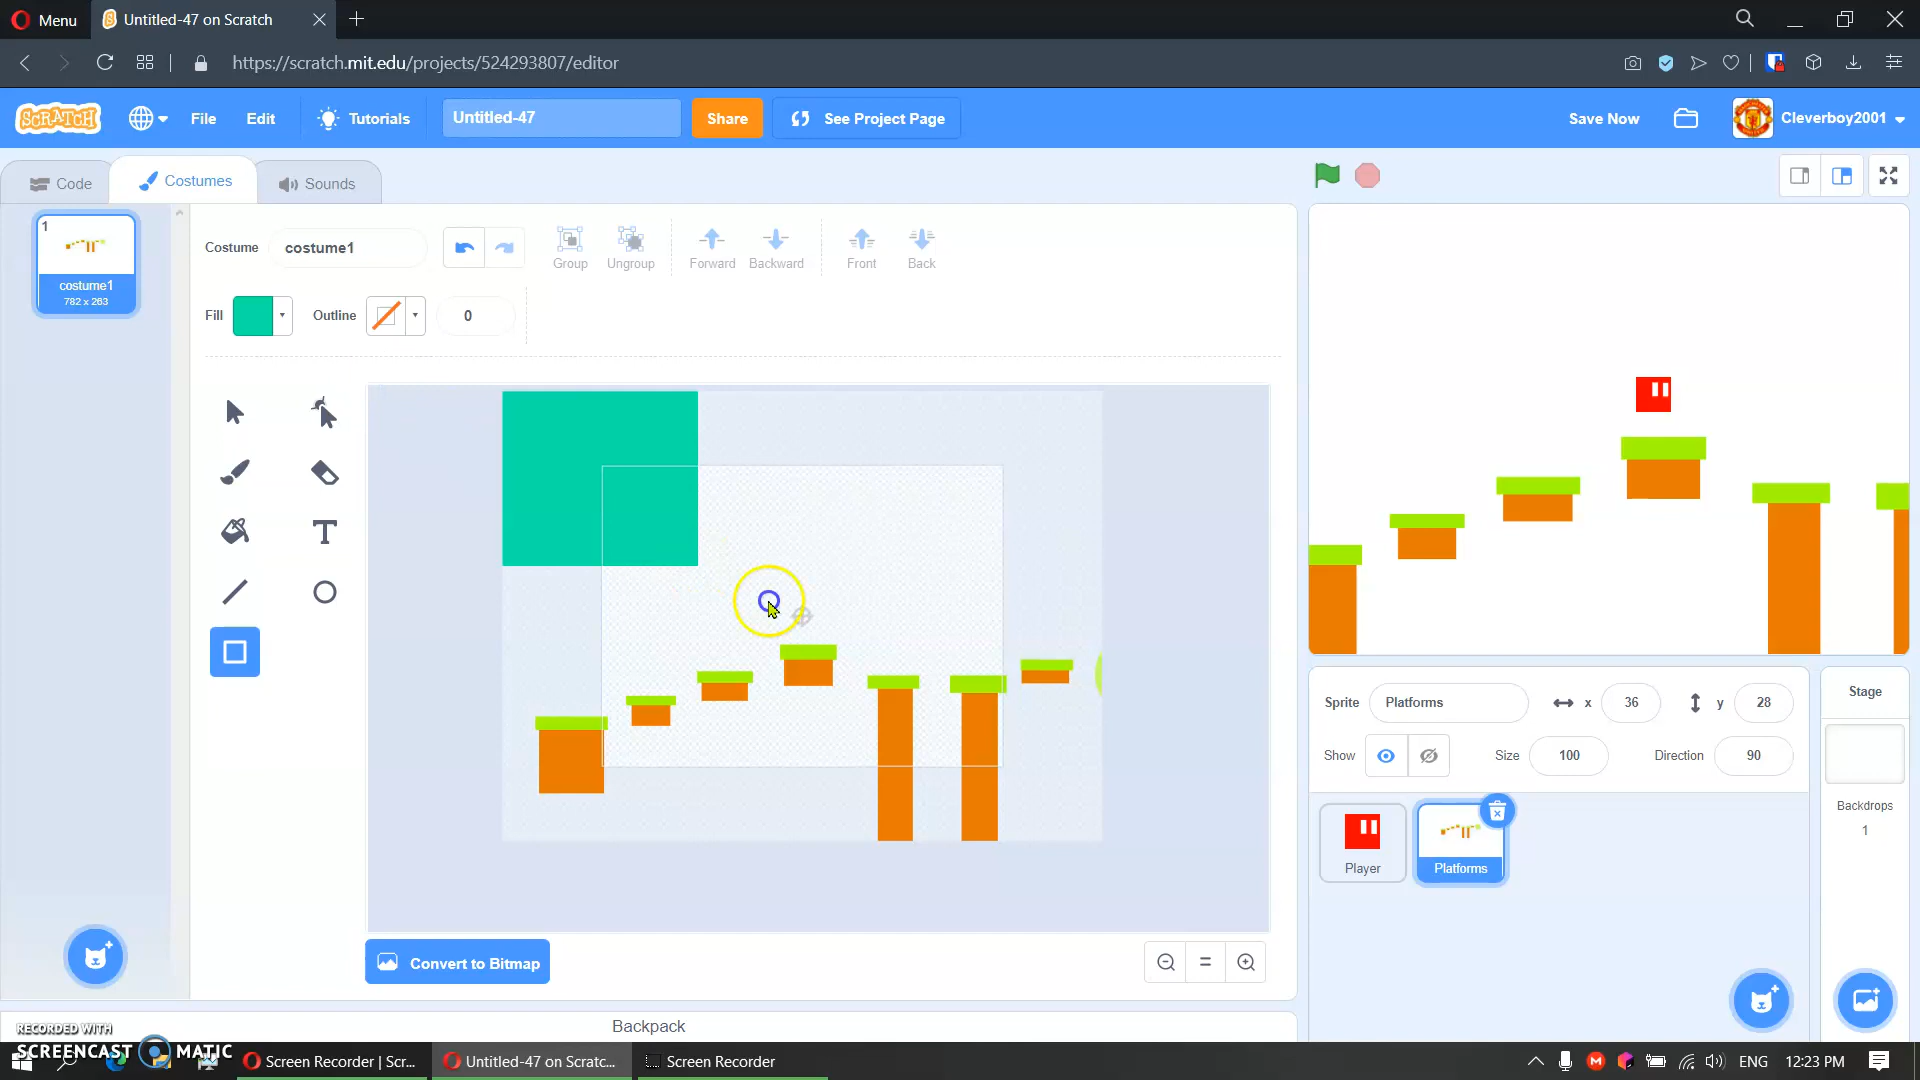 Menu
Untitled-47 on Scratch
https://scratch.mit.edu/projects/524293807/editor
SCRATCH
File
Edit
Tutorials
Untitled-47
Share
See Project Page
Save Now
Cleverboy2001
Code
Costumes
Sounds
1
costume1
782 x 263
Costume
costume1
Group
Ungroup
Forward
Backward
Front
Back
Fill
Outline
0
T
Convert to Bitmap
Backpack
Sprite
Platforms
x
36
y
28
Show
Size
100
Direction
90
Player
Platforms
Stage
Backdrops
1
RECORDED WITH
SCREENCAST MATIC
Screen Recorder | Scr...
Untitled-47 on Scratc...
Screen Recorder
ENG
12:23 PM